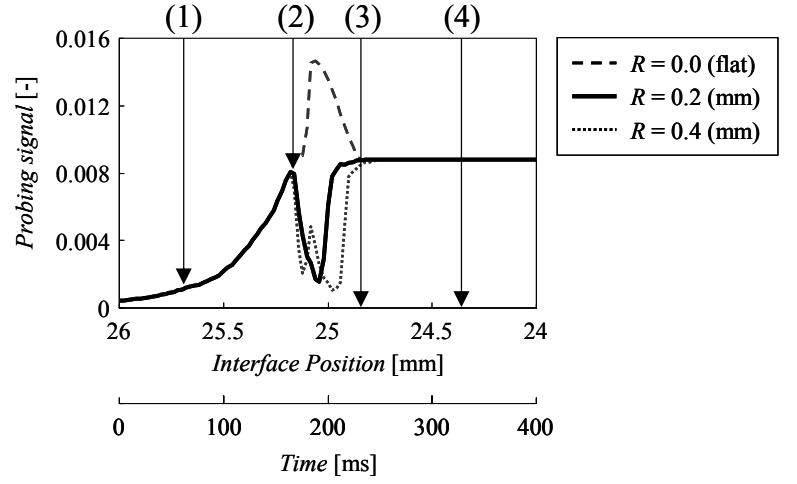 (1) (2) (3) (4)
0.016
0.012
0.008
0.004
0
Probing signal [-]
26 25.5 25 24.5 24
Interface Position [mm]
0 100 200 300 400
Time [ms]
R = 0.0 (flat)
R = 0.2 (mm)
R = 0.4 (mm)